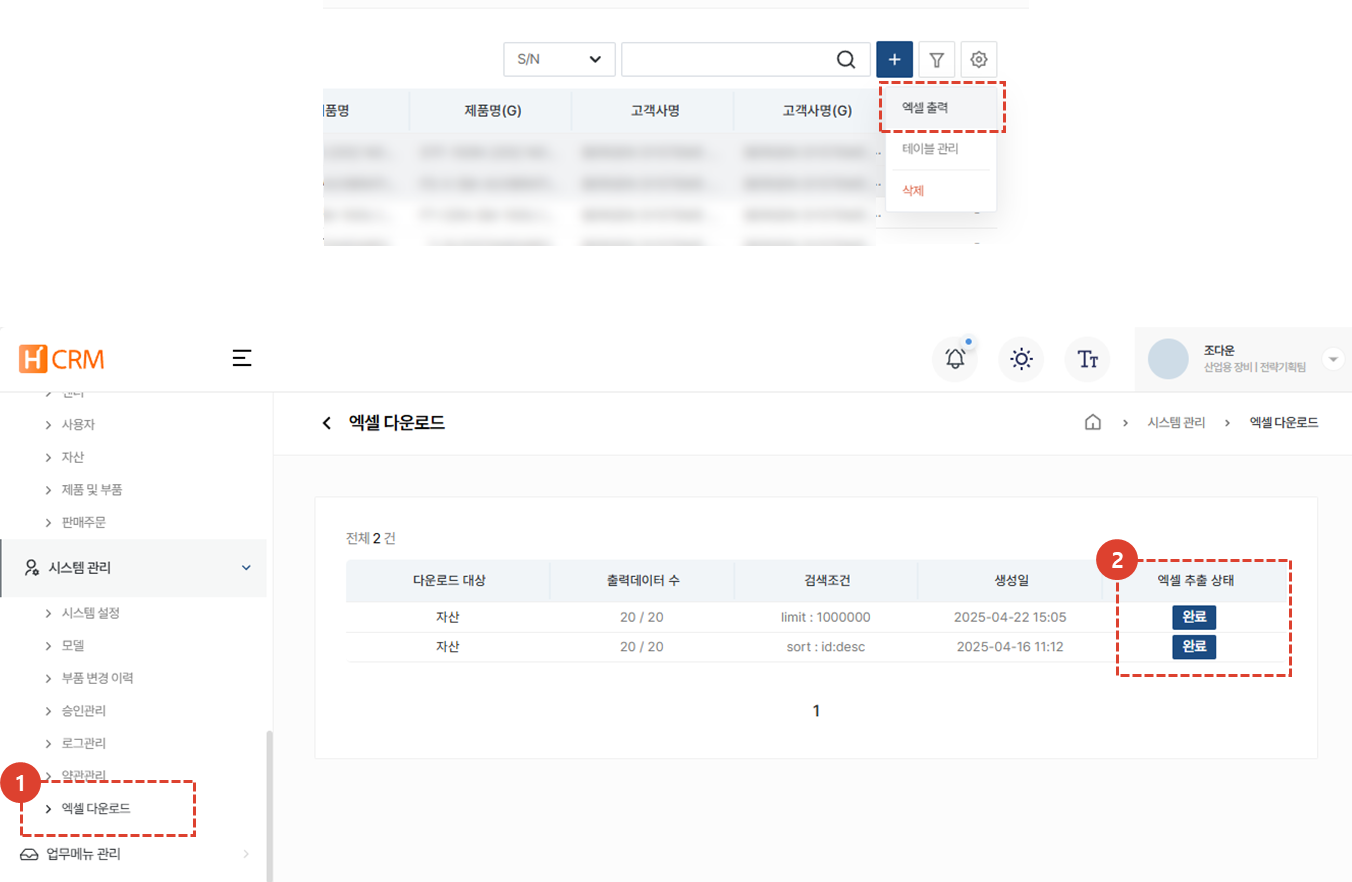 S/N
품명 제품명(G) 고객사명 고객사명(G)
엑셀 출력
테이블 관리
삭제
H CRM
조다운
산업용 장비 | 전략기획팀
사용자
자산
제품 및 부품
판매주문
시스템 관리
시스템 설정
모델
부품 변경 이력
승인관리
로그관리
약관관리
1
엑셀 다운로드
업무메뉴 관리
엑셀 다운로드
시스템 관리 엑셀 다운로드
전체 2 건
2
다운로드 대상 출력데이터 수 검색조건 생성일 엑셀 추출 상태
자산 20 / 20 limit : 1000000 2025-04-22 15:05 완료
자산 20 / 20 sort : id:desc 2025-04-16 11:12 완료
1